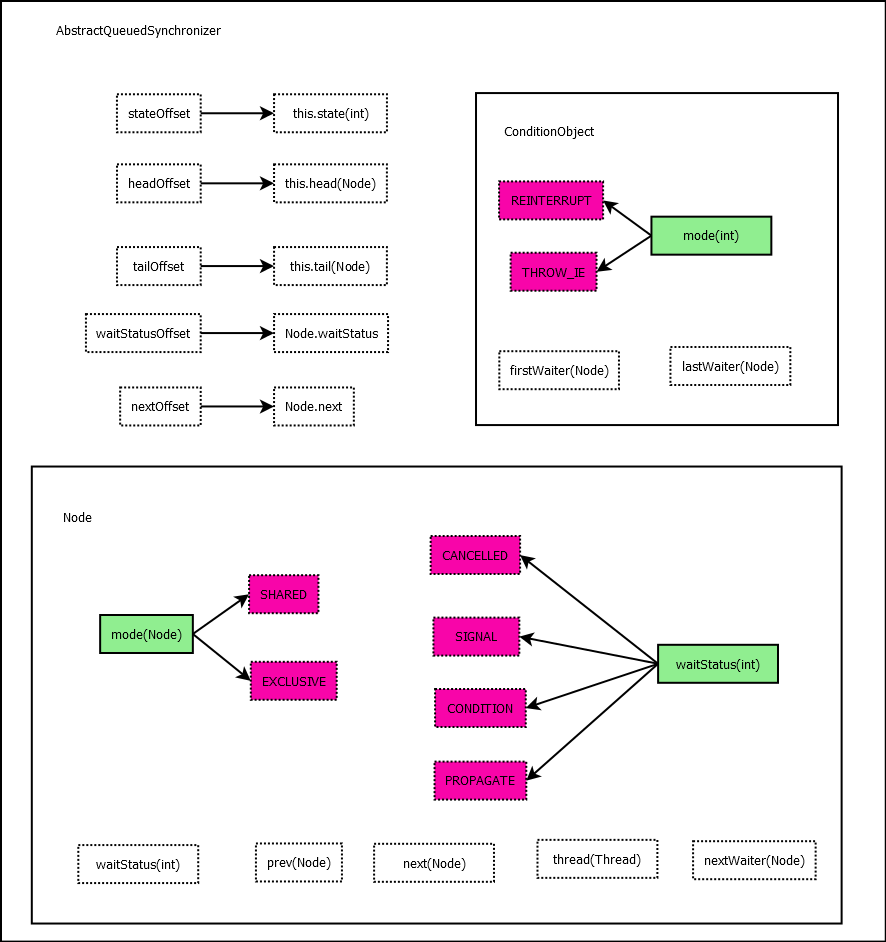 AbstractQueuedSynchronizer
stateOffset
this.state(int)
headOffset
this.head(Node)
tailOffset
this.tail(Node)
waitStatusOffset
Node.waitStatus
nextOffset
Node.next
ConditionObject
REINTERRUPT
mode(int)
THROW_IE
firstWaiter(Node)
lastWaiter(Node)
Node
mode(Node)
SHARED
EXCLUSIVE
CANCELLED
SIGNAL
CONDITION
PROPAGATE
waitStatus(int)
waitStatus(int)
prev(Node)
next(Node)
thread(Thread)
nextWaiter(Node)